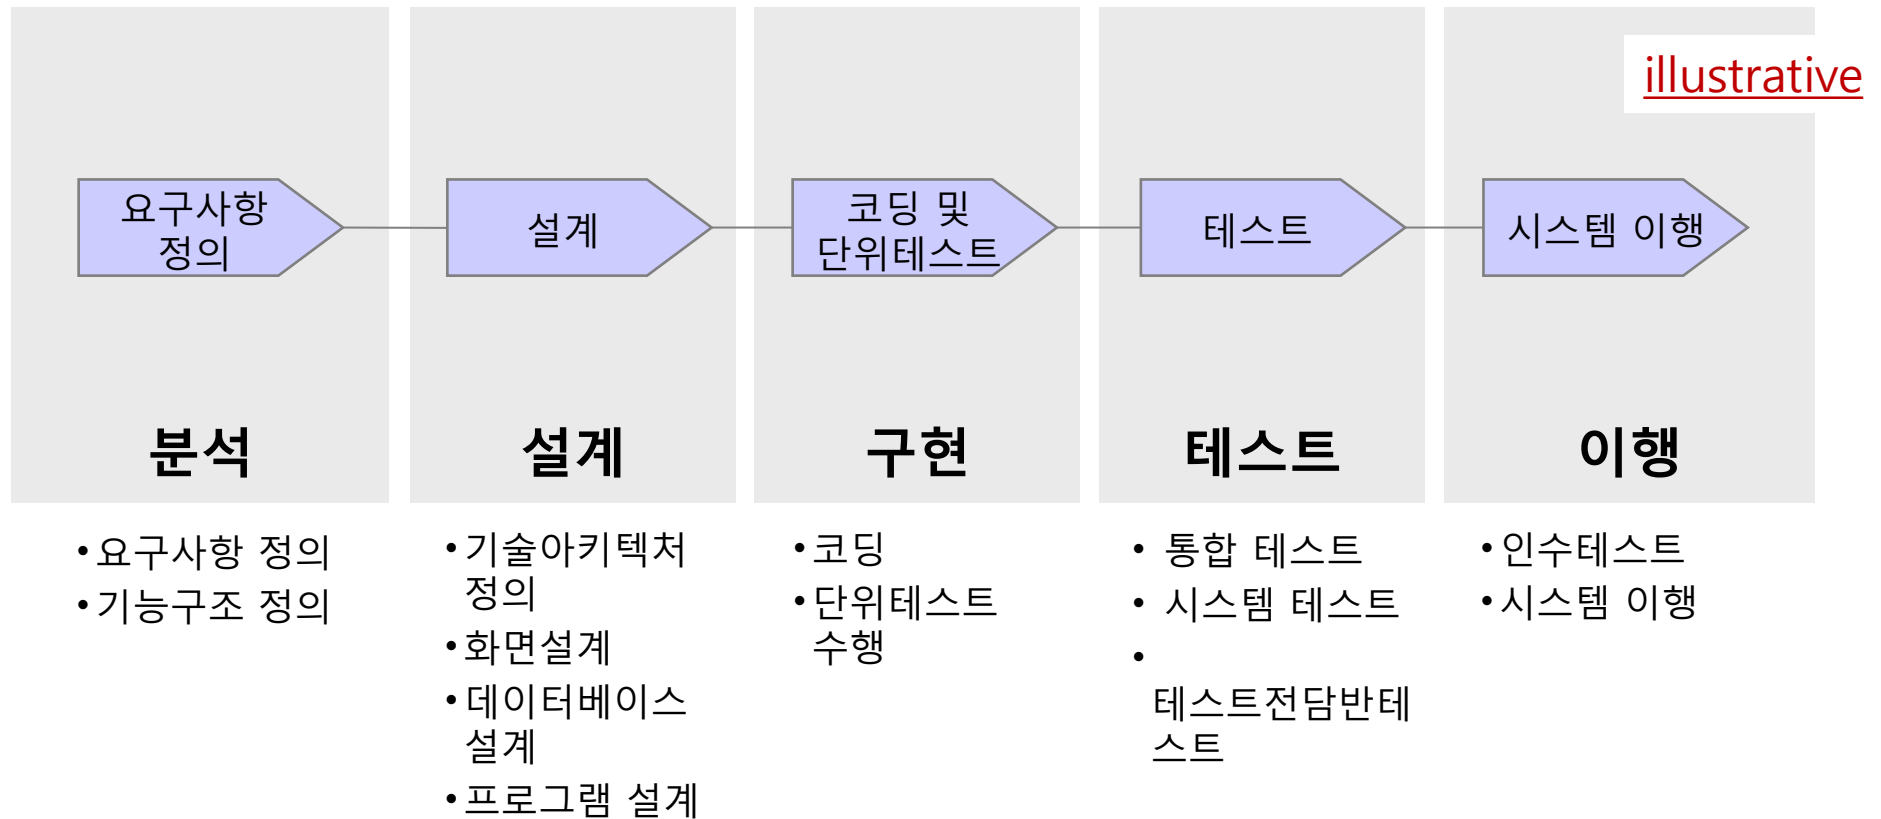 illustrative
요구사항
정의
설계
코딩 및
단위테스트
테스트
시스템 이행
분석
설계
구현
테스트
이행
•요구사항 정의
•기능구조 정의
•기술아키텍처
정의
•화면설계
•데이터베이스
설계
•프로그램 설계
•코딩
•단위테스트
수행
• 통합 테스트
• 시스템 테스트
•
테스트전담반테
스트
•인수테스트
•시스템 이행